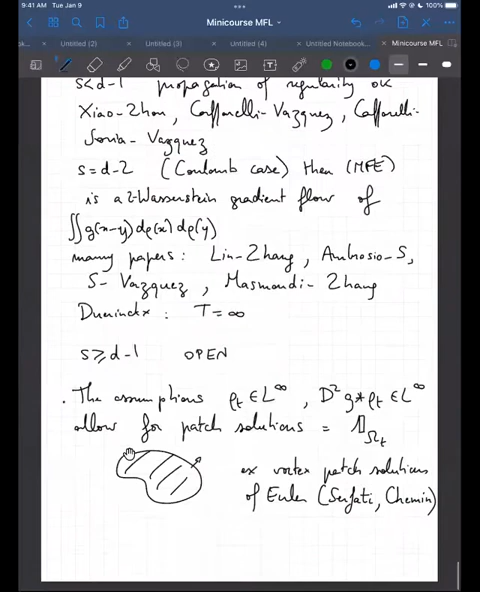 9:41 AM Tue Jan 9
100%
Minicourse MFL
Untitled (2)
Untitled (3)
Untitled (4)
Untitled Notebook...
Minicourse MFL
s<d-1 propagation of regularity ok
Xiao-Zhou, Caffarelli-Vazquez, Caffarelli-
Soria-Vazquez
s=d-2 (Coulomb case) then (MFE)
is a 2-Wasserstein gradient flow of
∬g(x-y)dρ(x)dρ(y)
many papers: Lin-Zhang, Ambrosio-S,
S-Vazquez, Masmoudi-Zhang
Duerinckx: T=∞
s≥d-1 OPEN
. The assumptions ρ_t∈L^∞, D²g*ρ_t∈L^∞
allow for patch solutions = 𝟙_Ω_t
ex vortex patch solutions
of Euler (Serfati, Chemin)